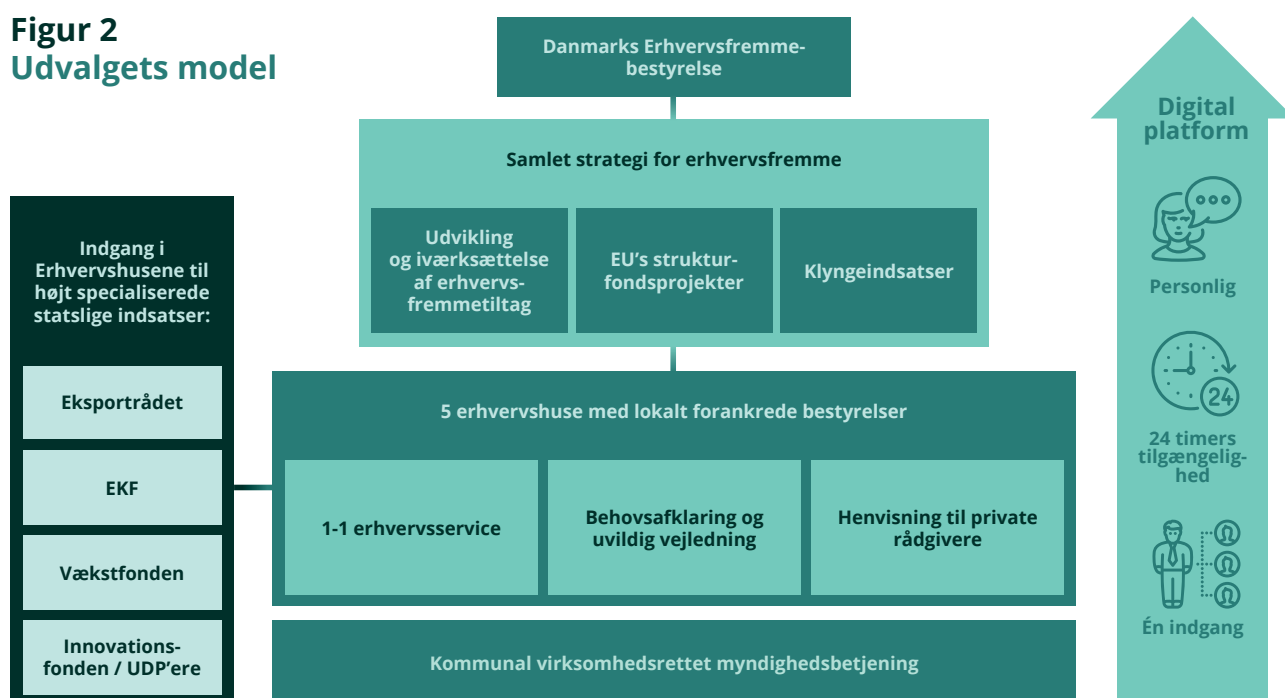 Figur 2
Udvalgets model
Danmarks Erhvervsfremme-
bestyrelse
Samlet strategi for erhvervsfremme
Udvikling
og iværksættelse
af erhvervs-
fremmetiltag
EU's struktur-
fondsprojekter
Klyngeindsatser
Indgang i
Erhvervshusene til
højt specialiserede
statslige indsatser:
Eksportrådet
EKF
Vækstfonden
Innovations-
fonden / UDP'ere
5 erhvervshuse med lokalt forankrede bestyrelser
1-1 erhvervsservice
Behovsafklaring og
uvildig vejledning
Henvisning til private
rådgivere
Kommunal virksomhedsrettet myndighedsbetjening
Digital
platform
Personlig
24
24 timers
tilgængelig-
hed
Én indgang